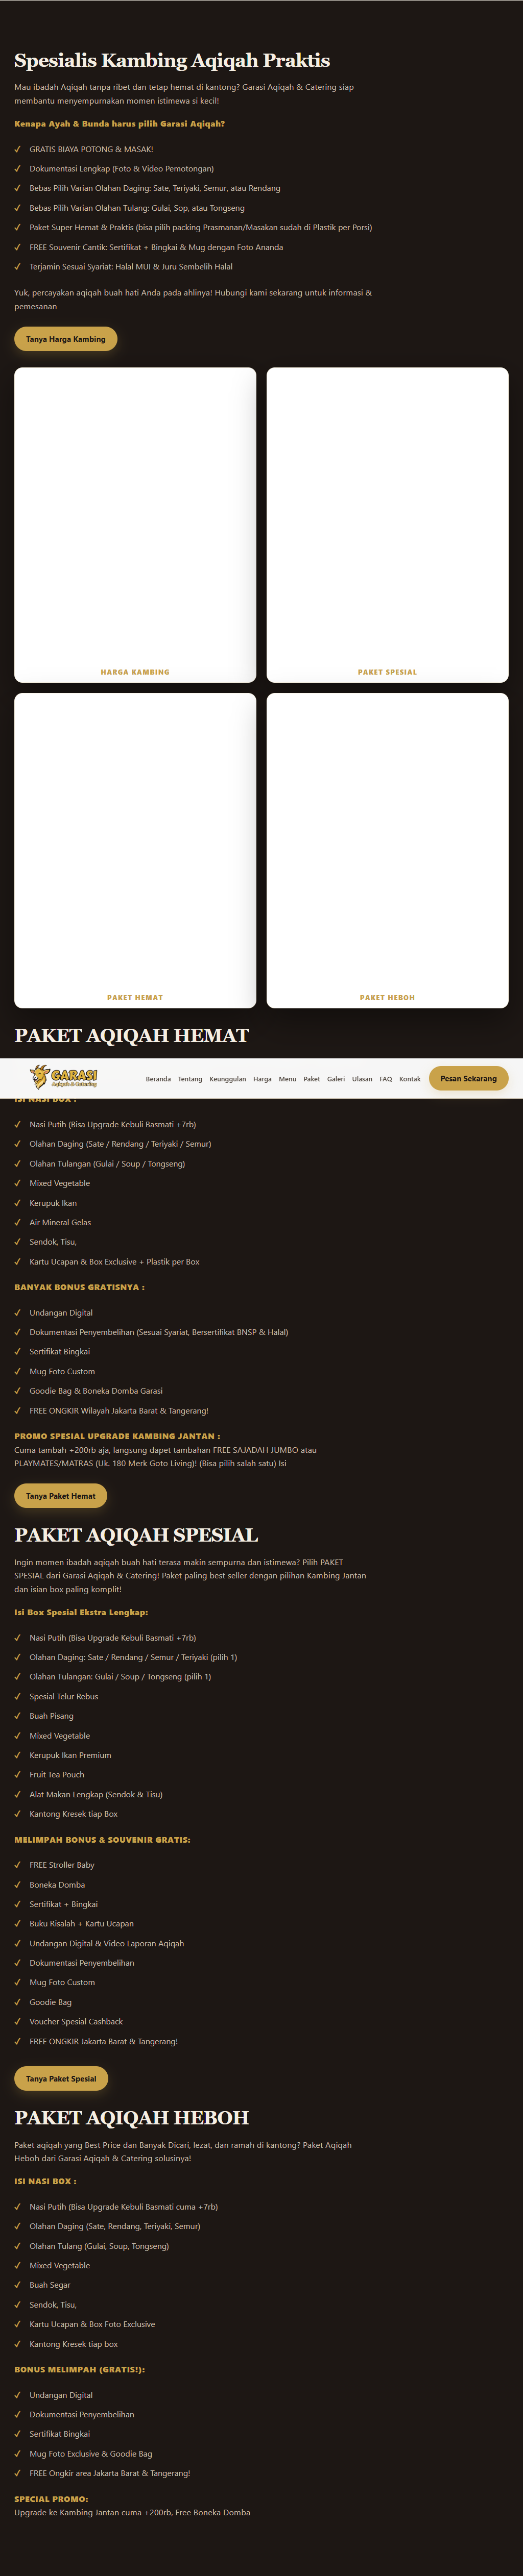 Spesialis Kambing Aqiqah Praktis
Mau ibadah Aqiqah tanpa ribet dan tetap hemat di kantong? Garasi Aqiqah & Catering siap
membantu menyempurnakan momen istimewa si kecil!
Kenapa Ayah & Bunda harus pilih Garasi Aqiqah?
✓ GRATIS BIAYA POTONG & MASAK!
✓ Dokumentasi Lengkap (Foto & Video Pemotongan)
✓ Bebas Pilih Varian Olahan Daging: Sate, Teriyaki, Semur, atau Rendang
✓ Bebas Pilih Varian Olahan Tulang: Gulai, Sop, atau Tongseng
✓ Paket Super Hemat & Praktis (bisa pilih packing Prasmanan/Masakan sudah di Plastik per Porsi)
✓ FREE Souvenir Cantik: Sertifikat + Bingkai & Mug dengan Foto Ananda
✓ Terjamin Sesuai Syariat: Halal MUI & Juru Sembelih Halal
Yuk, percayakan aqiqah buah hati Anda pada ahlinya! Hubungi kami sekarang untuk informasi &
pemesanan
Tanya Harga Kambing
HARGA KAMBING
PAKET SPESIAL
PAKET HEMAT
PAKET HEBOH
PAKET AQIQAH HEMAT
GARASI
Aqiqah & Catering
Beranda Tentang Keunggulan Harga Menu Paket Galeri Ulasan FAQ Kontak Pesan Sekarang
ISI NASI BOX :
✓ Nasi Putih (Bisa Upgrade Kebuli Basmati +7rb)
✓ Olahan Daging (Sate / Rendang / Teriyaki / Semur)
✓ Olahan Tulangan (Gulai / Soup / Tongseng)
✓ Mixed Vegetable
✓ Kerupuk Ikan
✓ Air Mineral Gelas
✓ Sendok, Tisu,
✓ Kartu Ucapan & Box Exclusive + Plastik per Box
BANYAK BONUS GRATISNYA :
✓ Undangan Digital
✓ Dokumentasi Penyembelihan (Sesuai Syariat, Bersertifikat BNSP & Halal)
✓ Sertifikat Bingkai
✓ Mug Foto Custom
✓ Goodie Bag & Boneka Domba Garasi
✓ FREE ONGKIR Wilayah Jakarta Barat & Tangerang!
PROMO SPESIAL UPGRADE KAMBING JANTAN :
Cuma tambah +200rb aja, langsung dapet tambahan FREE SAJADAH JUMBO atau
PLAYMATES/MATRAS (Uk. 180 Merk Goto Living)! (Bisa pilih salah satu) Isi
Tanya Paket Hemat
PAKET AQIQAH SPESIAL
Ingin momen ibadah aqiqah buah hati terasa makin sempurna dan istimewa? Pilih PAKET
SPESIAL dari Garasi Aqiqah & Catering! Paket paling best seller dengan pilihan Kambing Jantan
dan isian box paling komplit!
Isi Box Spesial Ekstra Lengkap:
✓ Nasi Putih (Bisa Upgrade Kebuli Basmati +7rb)
✓ Olahan Daging: Sate / Rendang / Semur / Teriyaki (pilih 1)
✓ Olahan Tulangan: Gulai / Soup / Tongseng (pilih 1)
✓ Spesial Telur Rebus
✓ Buah Pisang
✓ Mixed Vegetable
✓ Kerupuk Ikan Premium
✓ Fruit Tea Pouch
✓ Alat Makan Lengkap (Sendok & Tisu)
✓ Kantong Kresek tiap Box
MELIMPAH BONUS & SOUVENIR GRATIS:
✓ FREE Stroller Baby
✓ Boneka Domba
✓ Sertifikat + Bingkai
✓ Buku Risalah + Kartu Ucapan
✓ Undangan Digital & Video Laporan Aqiqah
✓ Dokumentasi Penyembelihan
✓ Mug Foto Custom
✓ Goodie Bag
✓ Voucher Spesial Cashback
✓ FREE ONGKIR Jakarta Barat & Tangerang!
Tanya Paket Spesial
PAKET AQIQAH HEBOH
Paket aqiqah yang Best Price dan Banyak Dicari, lezat, dan ramah di kantong? Paket Aqiqah
Heboh dari Garasi Aqiqah & Catering solusinya!
ISI NASI BOX :
✓ Nasi Putih (Bisa Upgrade Kebuli Basmati cuma +7rb)
✓ Olahan Daging (Sate, Rendang, Teriyaki, Semur)
✓ Olahan Tulang (Gulai, Soup, Tongseng)
✓ Mixed Vegetable
✓ Buah Segar
✓ Sendok, Tisu,
✓ Kartu Ucapan & Box Foto Exclusive
✓ Kantong Kresek tiap box
BONUS MELIMPAH (GRATIS!):
✓ Undangan Digital
✓ Dokumentasi Penyembelihan
✓ Sertifikat Bingkai
✓ Mug Foto Exclusive & Goodie Bag
✓ FREE Ongkir area Jakarta Barat & Tangerang!
SPECIAL PROMO:
Upgrade ke Kambing Jantan cuma +200rb, Free Boneka Domba